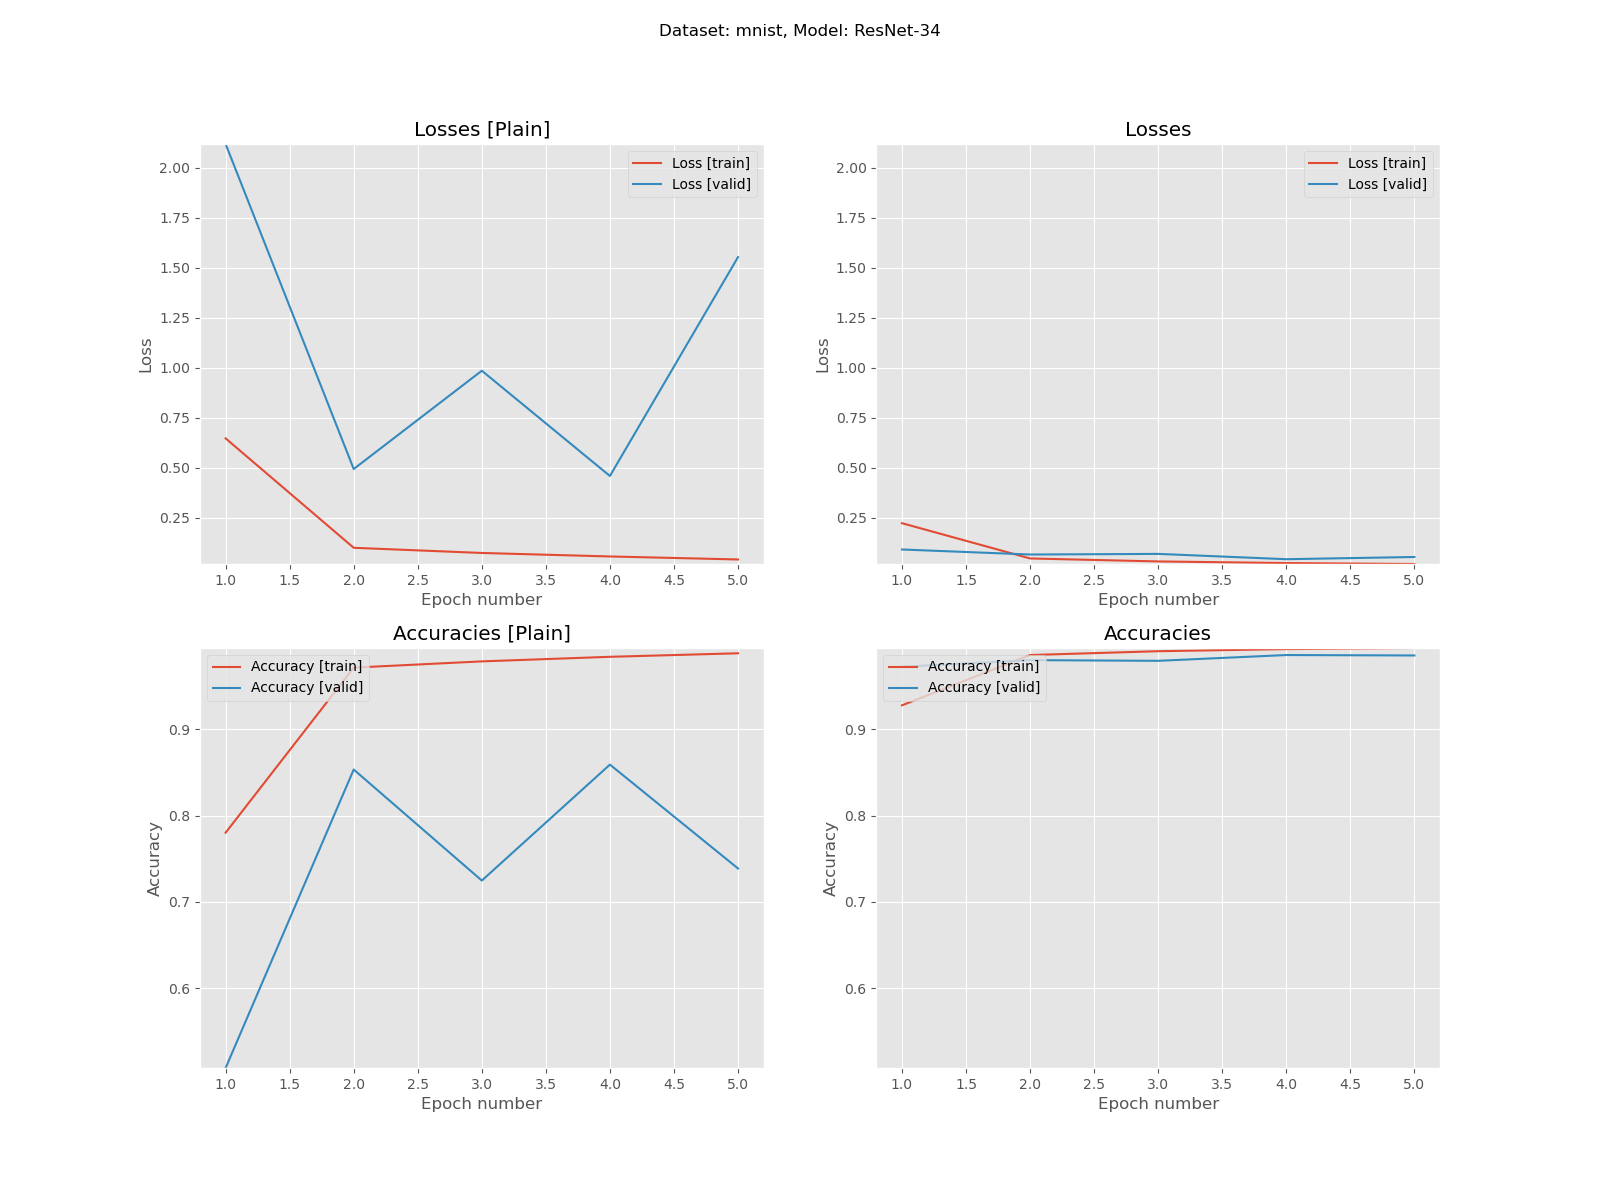 Dataset: mnist, Model: ResNet-34
Losses [Plain]
Loss [train]
Loss [valid]
2.00
1.75
1.50
1.25
1.00
0.75
0.50
0.25
Loss
1.0 1.5 2.0 2.5 3.0 3.5 4.0 4.5 5.0
Epoch number
Losses
Loss [train]
Loss [valid]
2.00
1.75
1.50
1.25
1.00
0.75
0.50
0.25
Loss
1.0 1.5 2.0 2.5 3.0 3.5 4.0 4.5 5.0
Epoch number
Accuracies [Plain]
Accuracy [train]
Accuracy [valid]
0.9
0.8
0.7
0.6
Accuracy
1.0 1.5 2.0 2.5 3.0 3.5 4.0 4.5 5.0
Epoch number
Accuracies
Accuracy [train]
Accuracy [valid]
0.9
0.8
0.7
0.6
Accuracy
1.0 1.5 2.0 2.5 3.0 3.5 4.0 4.5 5.0
Epoch number